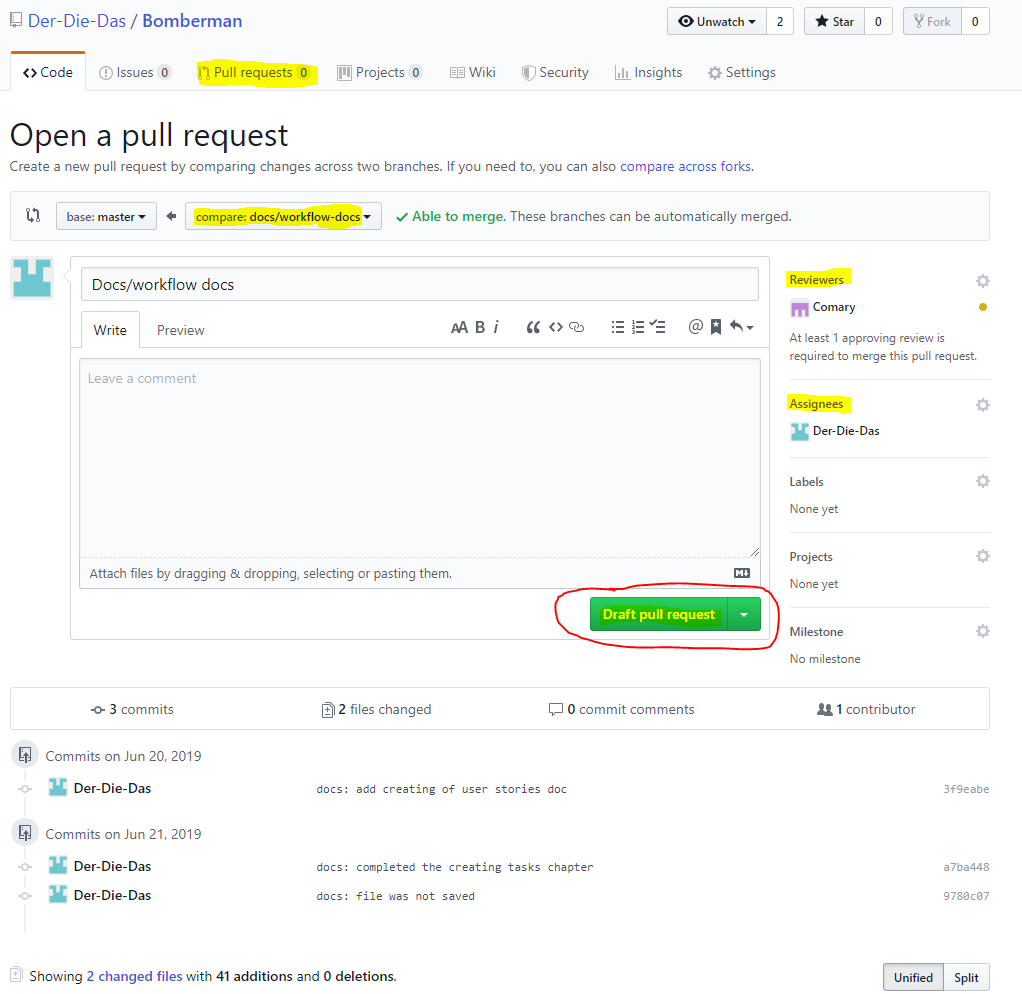 Der-Die-Das / Bomberman
Unwatch 2 Star 0 Fork 0
Code Issues 0 Pull requests 0 Projects 0 Wiki Security Insights Settings
Open a pull request
Create a new pull request by comparing changes across two branches. If you need to, you can also compare across forks.
base: master compare: docs/workflow-docs Able to merge. These branches can be automatically merged.
Docs/workflow docs
Write Preview
AA B i
Leave a comment
Attach files by dragging & dropping, selecting or pasting them.
Draft pull request
Reviewers
Comary
At least 1 approving review is
required to merge this pull request.
Assignees
Der-Die-Das
Labels
None yet
Projects
None yet
Milestone
No milestone
3 commits 2 files changed 0 commit comments 1 contributor
Commits on Jun 20, 2019
Der-Die-Das docs: add creating of user stories doc 3f9eabe
Commits on Jun 21, 2019
Der-Die-Das docs: completed the creating tasks chapter a7ba448
Der-Die-Das docs: file was not saved 9780c07
Showing 2 changed files with 41 additions and 0 deletions.
Unified Split